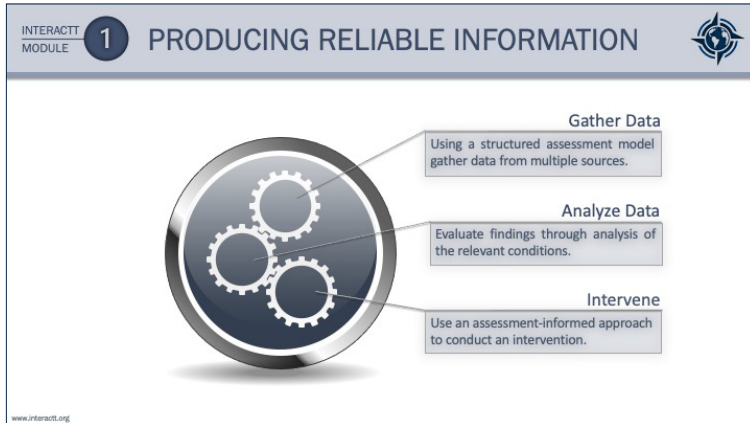 INTERACTT
MODULE
1
PRODUCING RELIABLE INFORMATION
Gather Data
Using a structured assessment model
gather data from multiple sources.
Analyze Data
Evaluate findings through analysis of
the relevant conditions.
Intervene
Use an assessment-informed approach
to conduct an intervention.
www.interactt.org